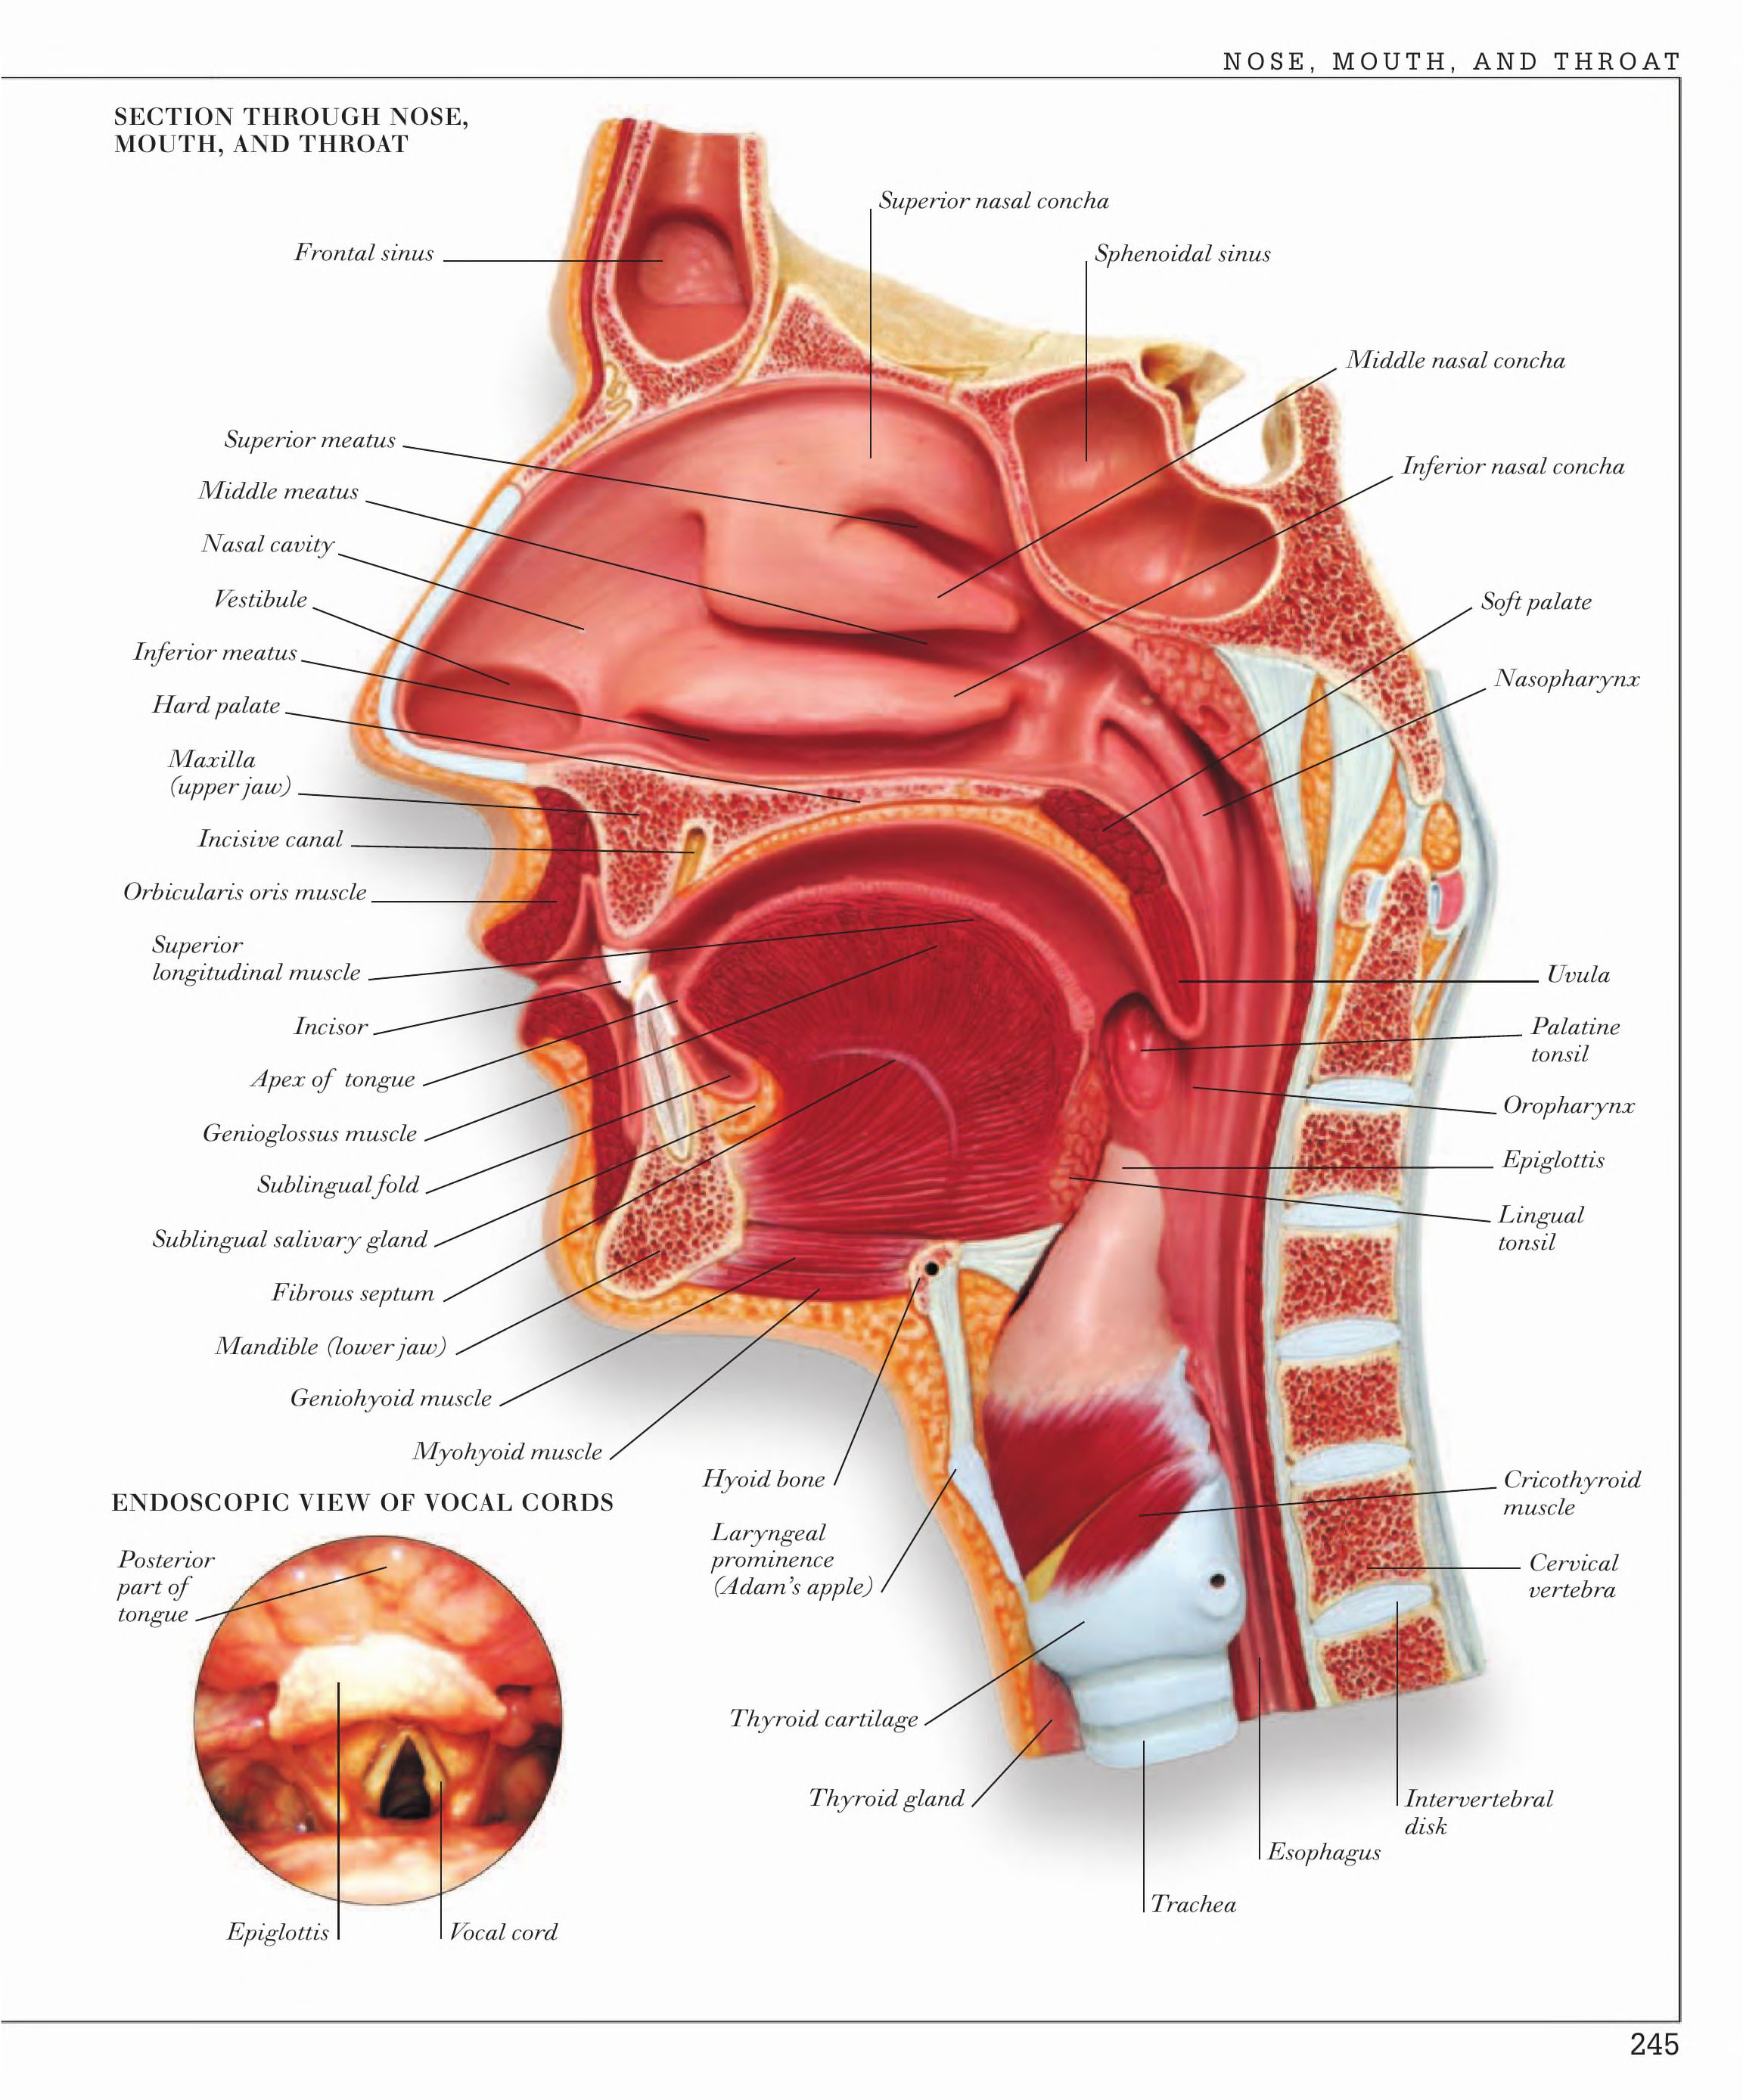 NOSE, MOUTH, AND THROAT
SECTION THROUGH NOSE,
MOUTH, AND THROAT
Superior nasal concha
Frontal sinus
Sphenoidal sinus
Middle nasal concha
Superior meatus
Inferior nasal concha
Middle meatus
Nasal cavity
Vestibule
Soft palate
Inferior meatus
Nasopharynx
Hard palate
Maxilla
(upper jaw)
Incisive canal
Orbicularis oris muscle
Superior
longitudinal muscle
Uvula
Incisor
Palatine
tonsil
Apex of tongue
Oropharynx
Genioglossus muscle
Epiglottis
Sublingual fold
Lingual
tonsil
Sublingual salivary gland
Fibrous septum
Mandible (lower jaw)
Geniohyoid muscle
Myohyoid muscle
Hyoid bone
Cricothyroid
muscle
Laryngeal
prominence
(Adam's apple)
Cervical
vertebra
Thyroid cartilage
Thyroid gland
Intervertebral
disk
Esophagus
Trachea
ENDOSCOPIC VIEW OF VOCAL CORDS
Posterior
part of
tongue
Epiglottis
Vocal cord
245